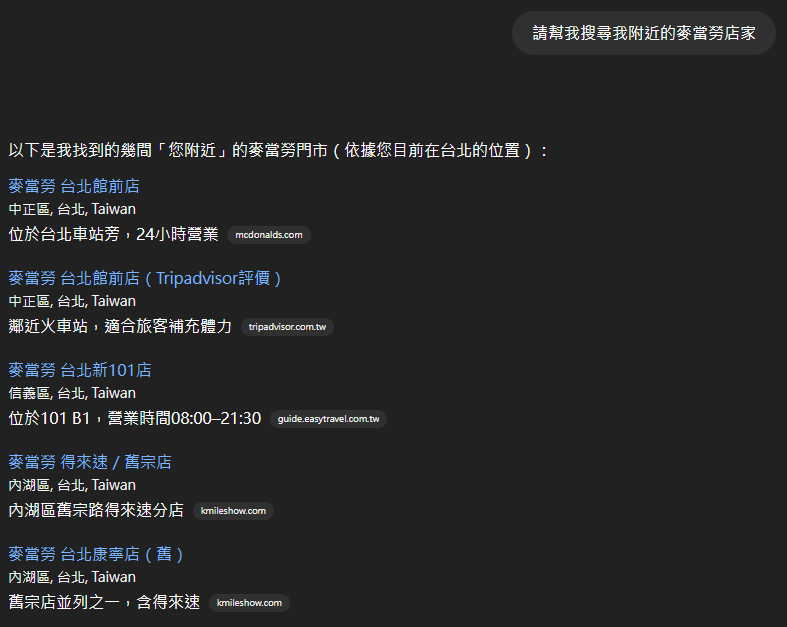 請幫我搜尋我附近的麥當勞店家
以下是我找到的幾間「您附近」的麥當勞門市（依據您目前在台北的位置）：
麥當勞 台北館前店
中正區, 台北, Taiwan
位於台北車站旁，24小時營業 mcdonalds.com
麥當勞 台北館前店（Tripadvisor評價）
中正區, 台北, Taiwan
鄰近火車站，適合旅客補充體力 tripadvisor.com.tw
麥當勞 台北新101店
信義區, 台北, Taiwan
位於101 B1，營業時間08:00–21:30 guide.easytravel.com.tw
麥當勞 得來速 / 舊宗店
內湖區, 台北, Taiwan
內湖區舊宗路得來速分店 kmileshow.com
麥當勞 台北康寧店（舊）
內湖區, 台北, Taiwan
舊宗店並列之一，含得來速 kmileshow.com